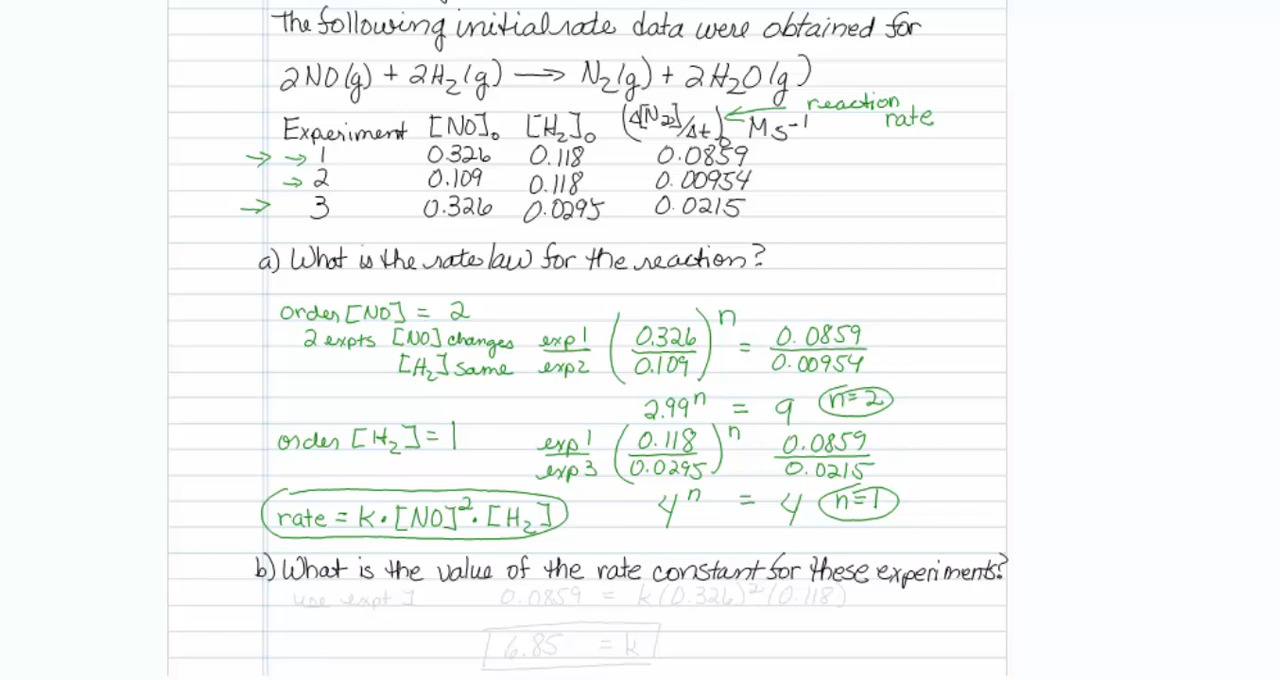 The following initial rate data were obtained for
2NO(g) + 2H₂(g) → N₂(g) + 2H₂O(g)
reaction
rate
Experiment [NO]₀ [H₂]₀ (Δ[N₂]/Δt)₀ M s⁻¹
→ → 1 0.326 0.118 0.0859
→ 2 0.109 0.118 0.00954
→ 3 0.326 0.0295 0.0215
a) What is the rate law for the reaction?
order [NO] = 2
2 expts [NO] changes exp1/exp2 (0.326/0.109)ⁿ = 0.0859/0.00954
[H₂] same
2.99ⁿ = 9 n=2
order [H₂] = 1 exp1/exp3 (0.118/0.0295)ⁿ 0.0859/0.0215
4ⁿ = 4 n=1
rate = k · [NO]² · [H₂]
b) What is the value of the rate constant for these experiments?
use expt 1 0.0859 = k(0.326)²(0.118)
6.85 = k